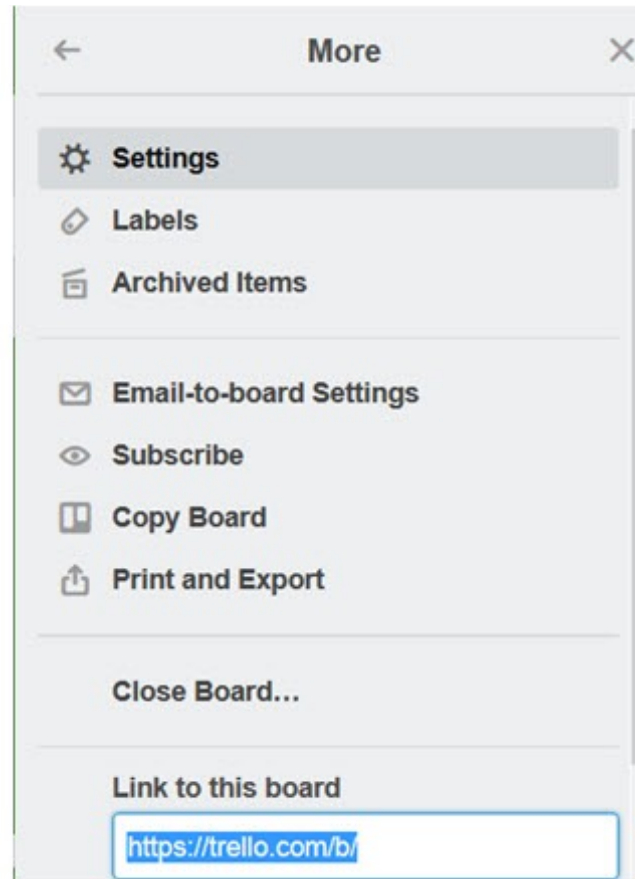 More
Settings
Labels
Archived Items
Email-to-board Settings
Subscribe
Copy Board
Print and Export
Close Board…
Link to this board
https://trello.com/b/